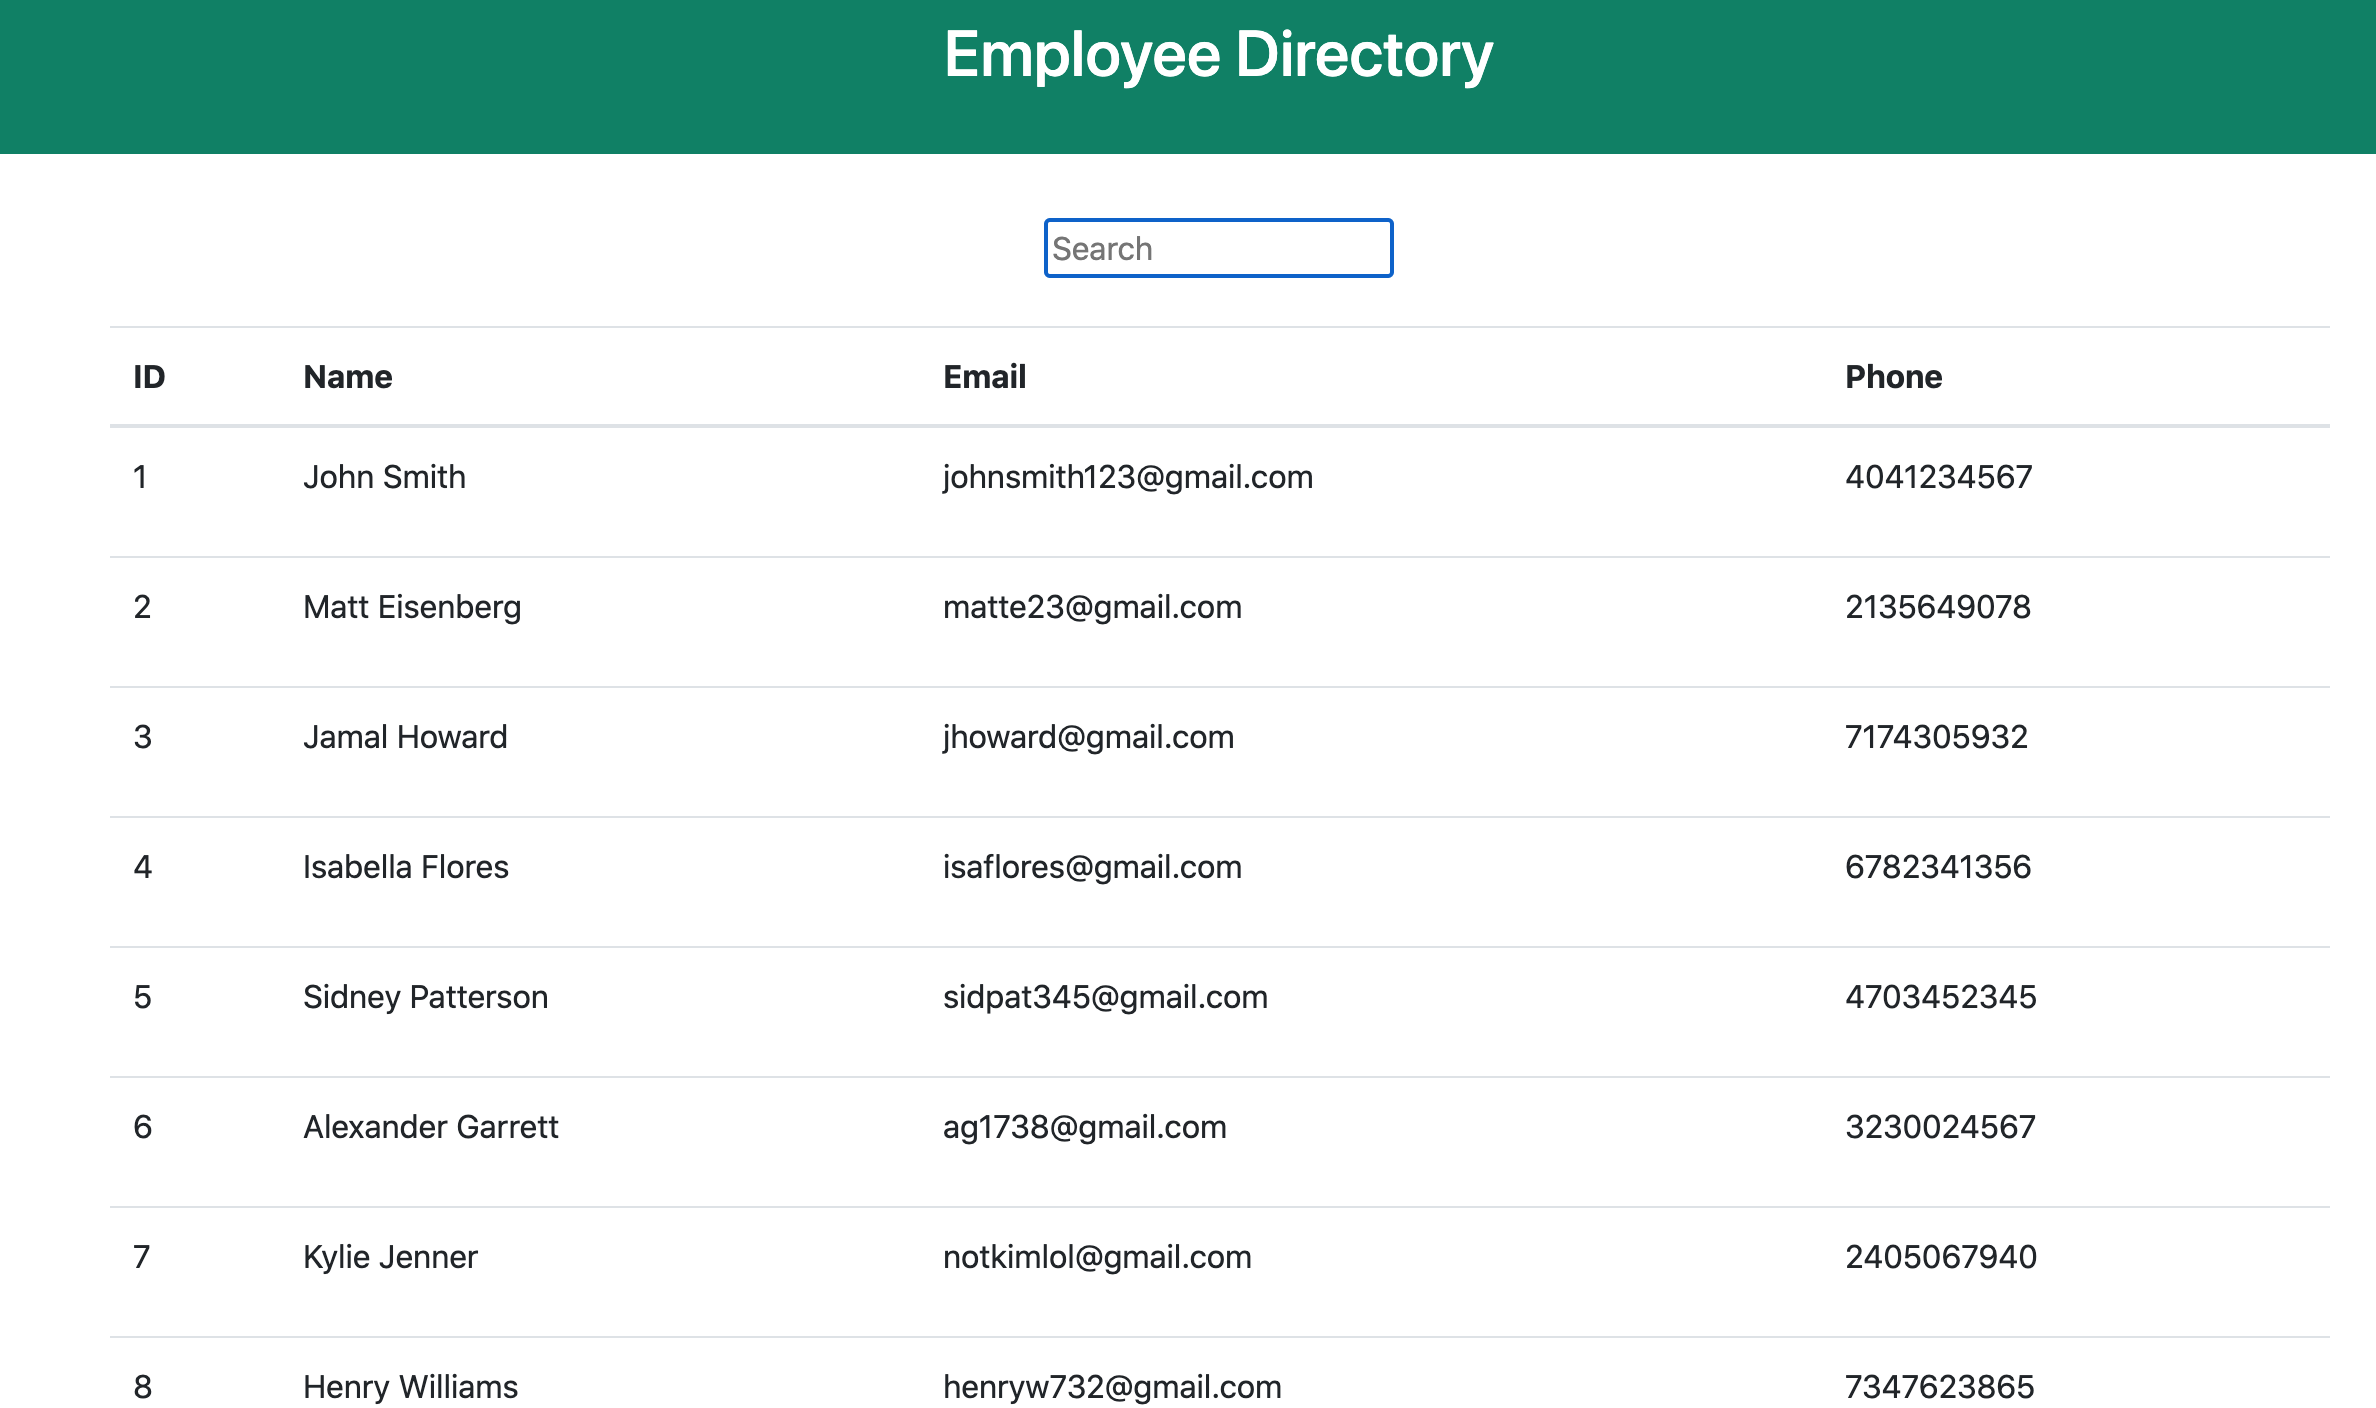 Employee Directory
Search
ID Name Email Phone
1 John Smith johnsmith123@gmail.com 4041234567
2 Matt Eisenberg matte23@gmail.com 2135649078
3 Jamal Howard jhoward@gmail.com 7174305932
4 Isabella Flores isaflores@gmail.com 6782341356
5 Sidney Patterson sidpat345@gmail.com 4703452345
6 Alexander Garrett ag1738@gmail.com 3230024567
7 Kylie Jenner notkimlol@gmail.com 2405067940
8 Henry Williams henryw732@gmail.com 7347623865